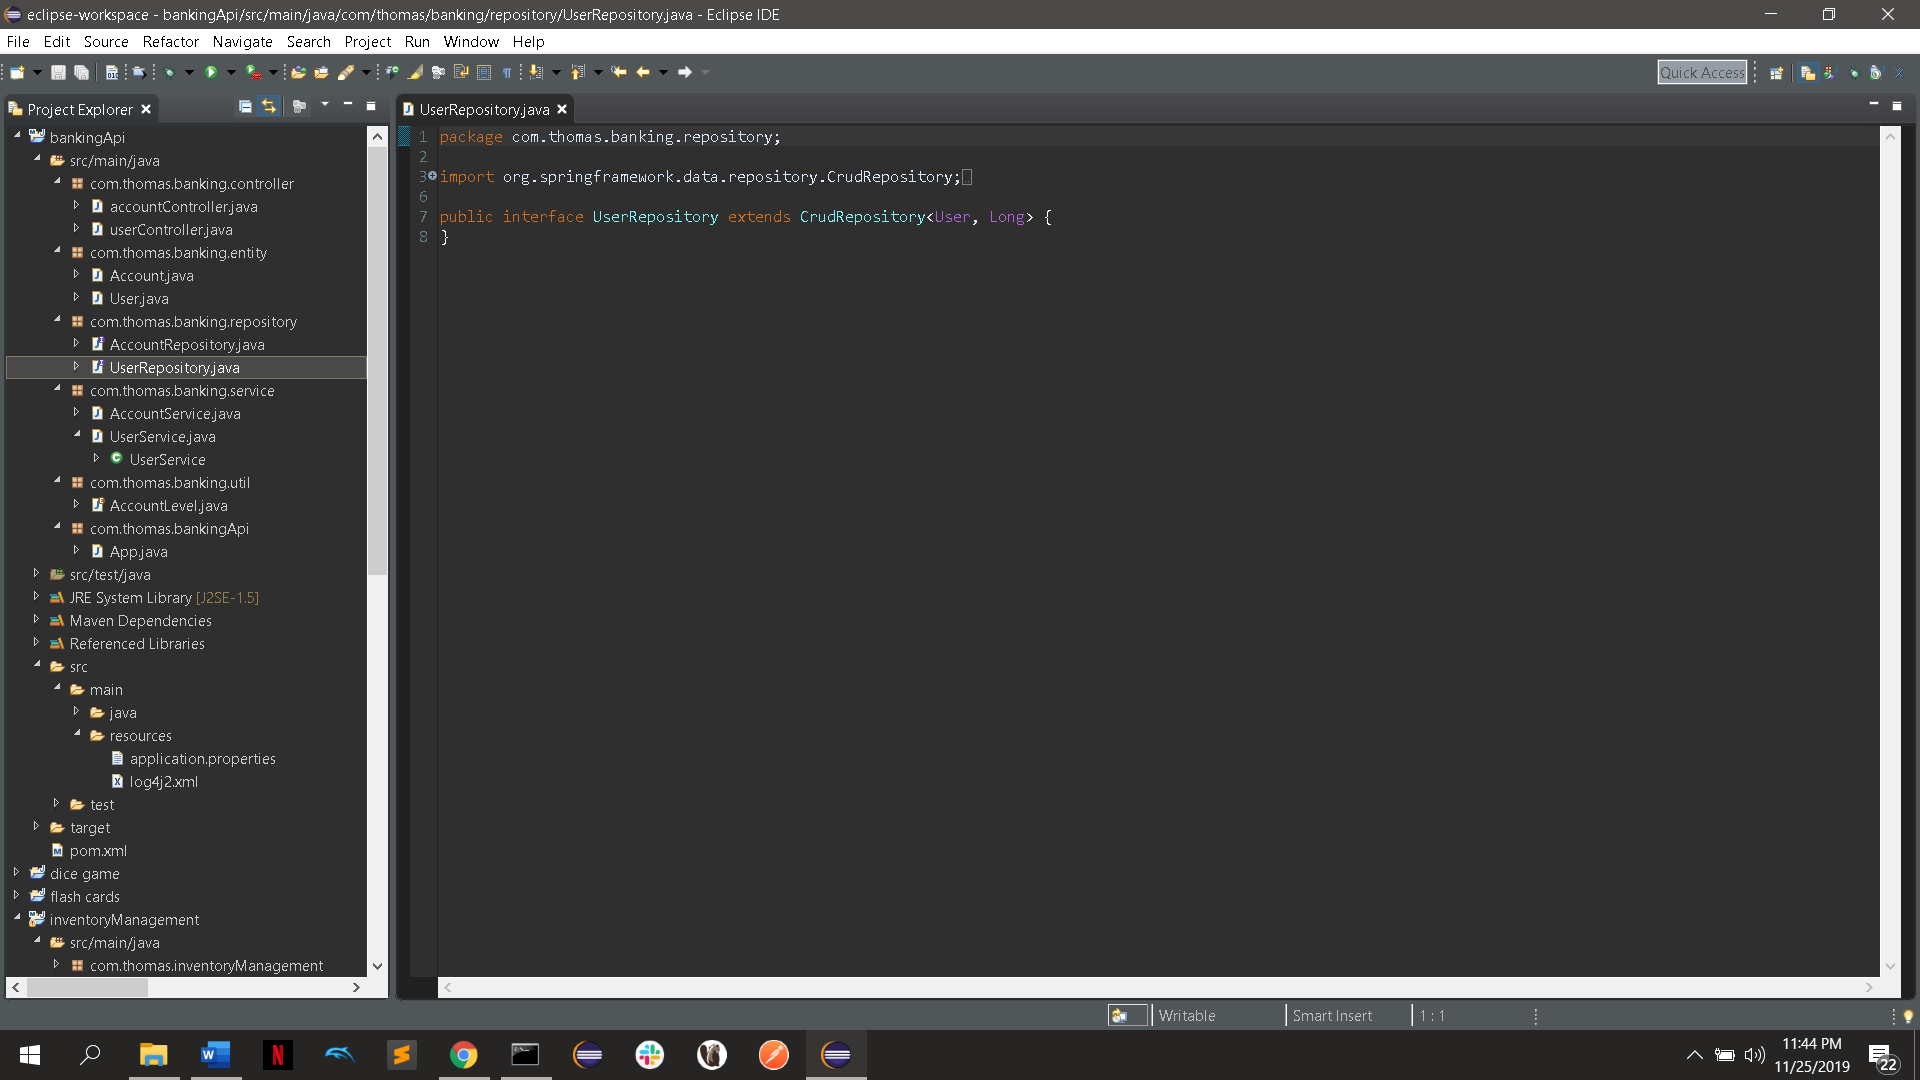 eclipse-workspace - bankingApi/src/main/java/com/thomas/banking/repository/UserRepository.java - Eclipse IDE
File Edit Source Refactor Navigate Search Project Run Window Help
Quick Access
Project Explorer
bankingApi
src/main/java
com.thomas.banking.controller
accountController.java
userController.java
com.thomas.banking.entity
Account.java
User.java
com.thomas.banking.repository
AccountRepository.java
UserRepository.java
com.thomas.banking.service
AccountService.java
UserService.java
UserService
com.thomas.banking.util
AccountLevel.java
com.thomas.bankingApi
App.java
src/test/java
JRE System Library [J2SE-1.5]
Maven Dependencies
Referenced Libraries
src
main
java
resources
application.properties
log4j2.xml
test
target
pom.xml
dice game
flash cards
inventoryManagement
src/main/java
com.thomas.inventoryManagement
UserRepository.java
1 package com.thomas.banking.repository;
2
3 import org.springframework.data.repository.CrudRepository;
6
7 public interface UserRepository extends CrudRepository<User, Long> {
8 }
Writable Smart Insert 1 : 1
11:44 PM
11/25/2019
22